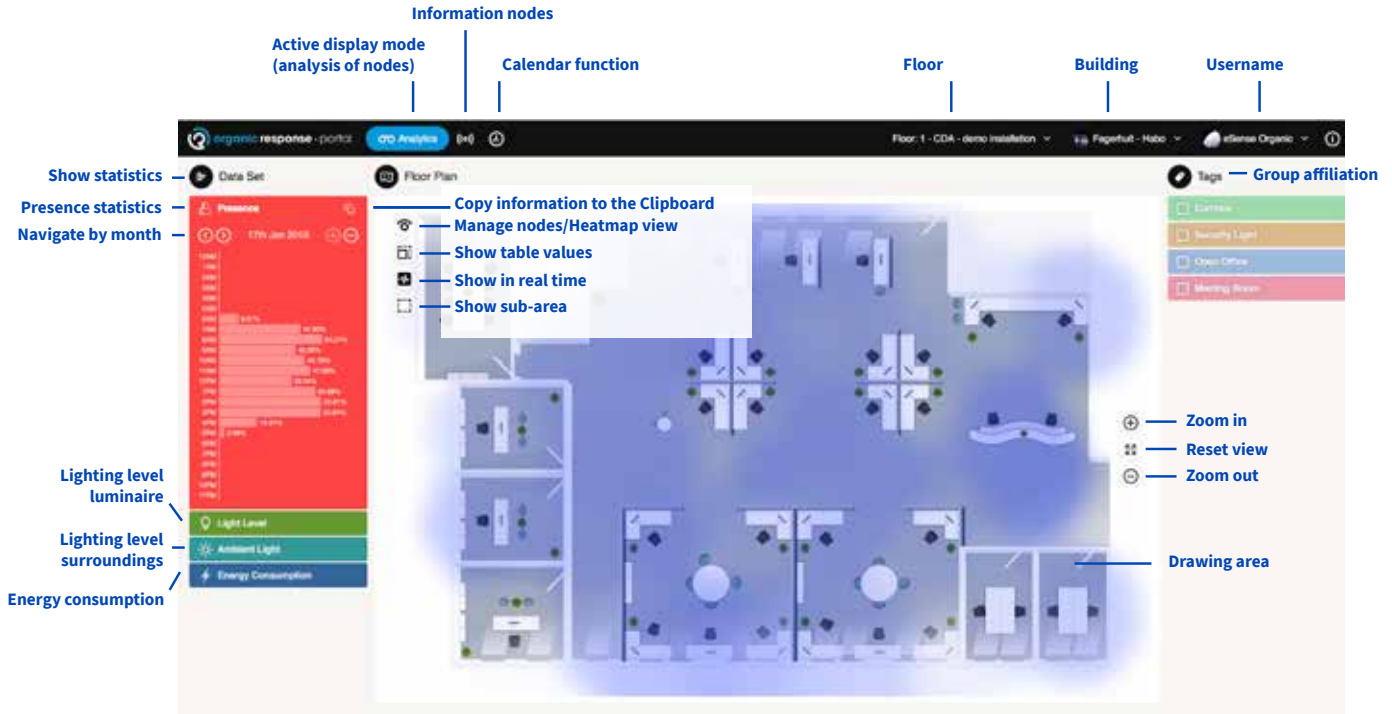 Information nodes
Active display mode
(analysis of nodes)
Calendar function
Floor
Building
Username
organic response - portal
Analytics
Floor: 1 - CDA - demo installation
Fagerhult - Habo
eSense Organic
Show statistics
Data Set
Floor Plan
Tags
Group affiliation
Presence statistics
Presence
Copy information to the Clipboard
Manage nodes/Heatmap view
Navigate by month
17th Jan 2018
Show table values
Show in real time
Show sub-area
Corridor
Security Light
Open Office
Meeting Room
Zoom in
Reset view
Zoom out
Lighting level
luminaire
Light Level
Lighting level
surroundings
Ambient Light
Energy consumption
Energy Consumption
Drawing area